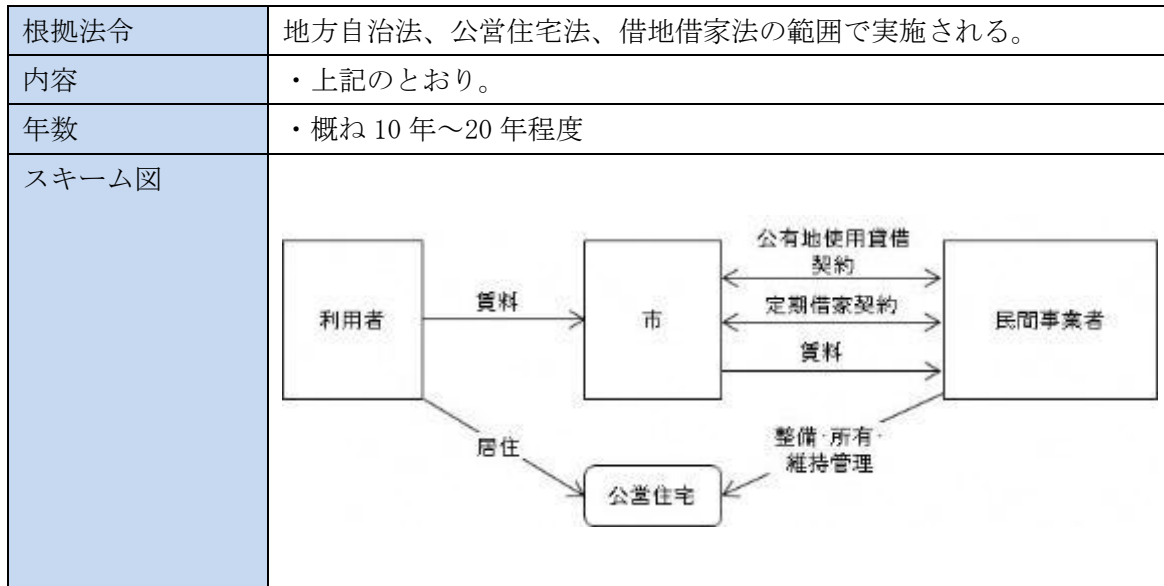 根拠法令
地方自治法、公営住宅法、借地借家法の範囲で実施される。
内容
・上記のとおり。
年数
・概ね 10 年～20 年程度
スキーム図
公有地使用貸借
契約
利用者
賃料
市
定期借家契約
民間事業者
賃料
居住
整備・所有・
維持管理
公営住宅